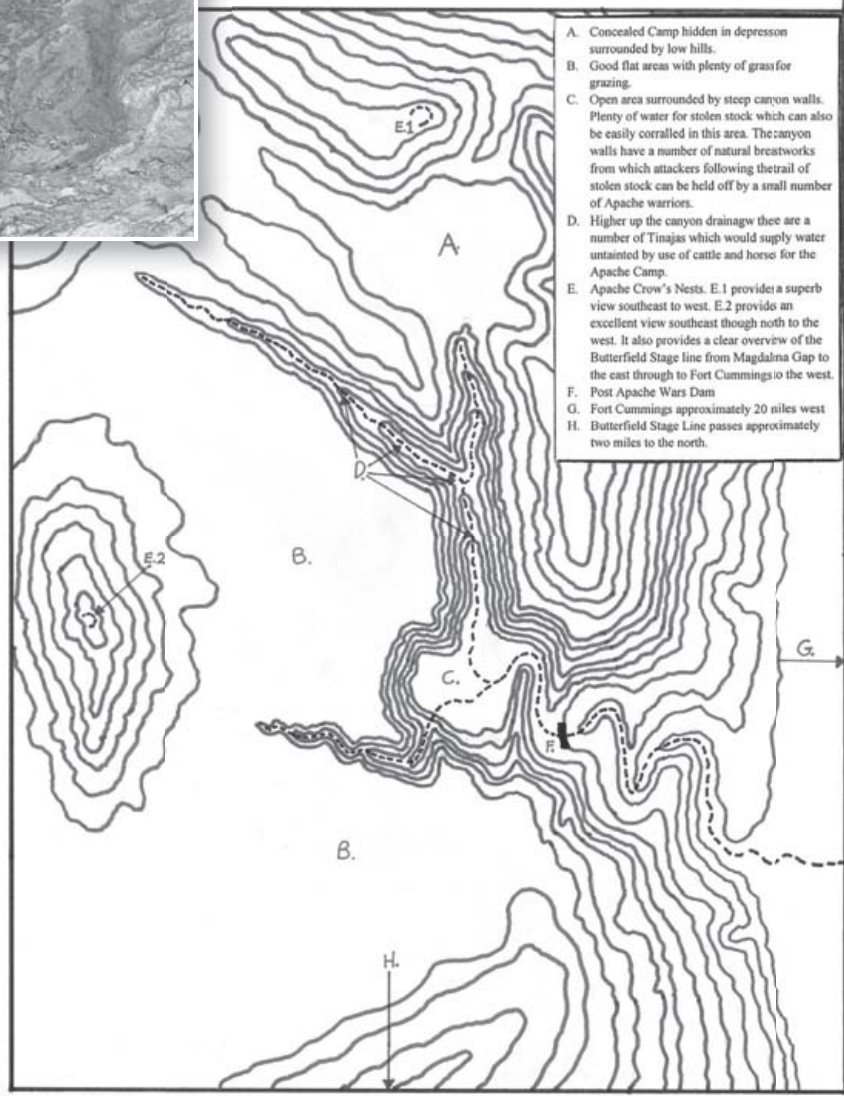 A. Concealed Camp hidden in depresson
surrounded by low hills.
B. Good flat areas with plenty of grass for
grazing.
C. Open area surrounded by steep canyon walls.
Plenty of water for stolen stock which can also
be easily corralled in this area. The canyon
walls have a number of natural breastworks
from which attackers following the trail of
stolen stock can be held off by a small number
of Apache warriors.
D. Higher up the canyon drainagw thee are a
number of Tinajas which would supply water
untainted by use of cattle and horses for the
Apache Camp.
E. Apache Crow's Nests. E.1 provides a superb
view southeast to west. E.2 provids an
excellent view southeast though noth to the
west. It also provides a clear overview of the
Butterfield Stage line from Magdalna Gap to
the east through to Fort Cummings to the west.
F. Post Apache Wars Dam
G. Fort Cummings approximately 20 miles west
H. Butterfield Stage Line passes approximately
two miles to the north.
E.1
A.
D.
B.
E.2
C.
G.
F.
B.
H.